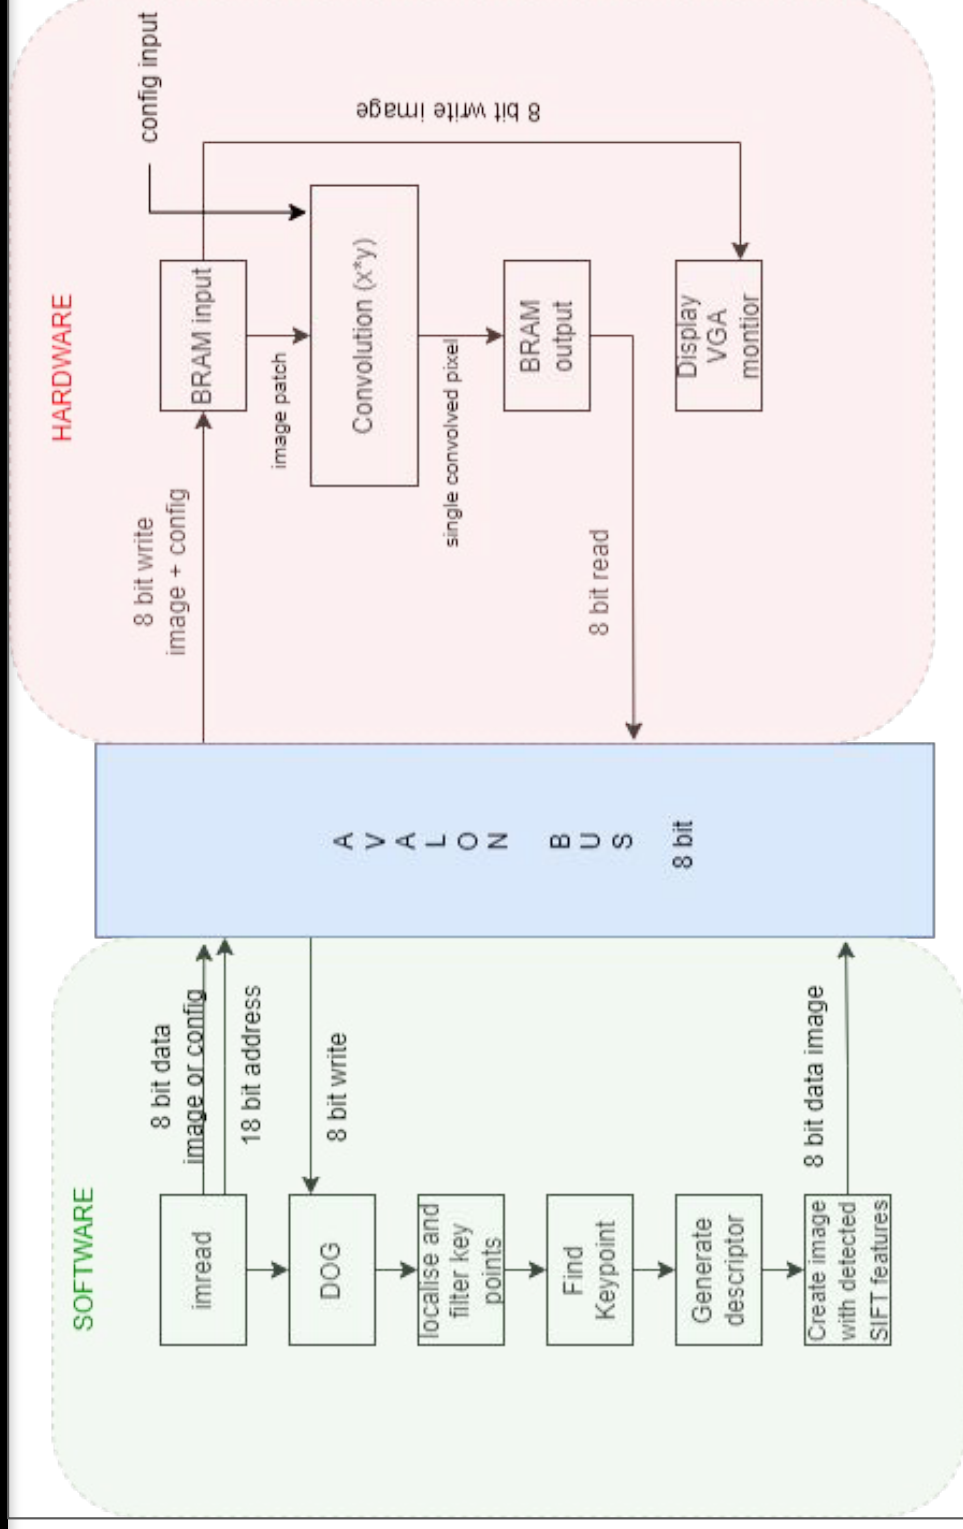 SOFTWARE
imread
8 bit data
image or config
18 bit address
DOG
8 bit write
localise and
filter key
points
Find
Keypoint
Generate
descriptor
Create image
with detected
SIFT features
8 bit data image
A
V
A
L
O
N
B
U
S
8 bit
HARDWARE
8 bit write
image + config
BRAM input
config input
image patch
Convolution (x*y)
single convolved pixel
BRAM
output
8 bit read
8 bit write image
Display
VGA
montior